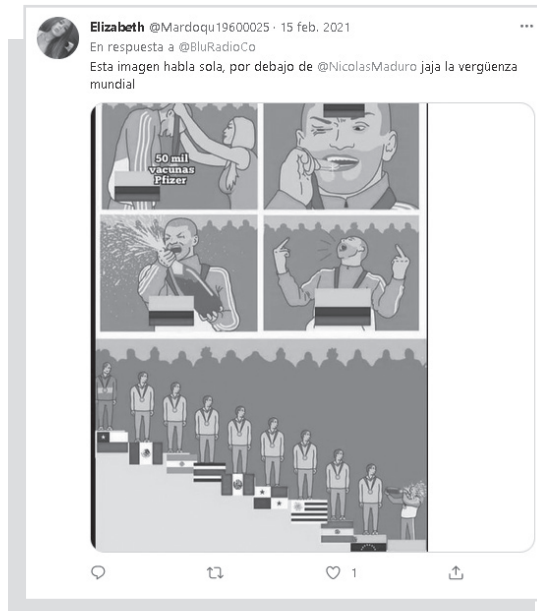 Elizabeth @Mardoqu19600025 · 15 feb. 2021
En respuesta a @BluRadioCo
Esta imagen habla sola, por debajo de @NicolasMaduro jaja la vergüenza
mundial
50 mil
vacunas
Pfizer
1